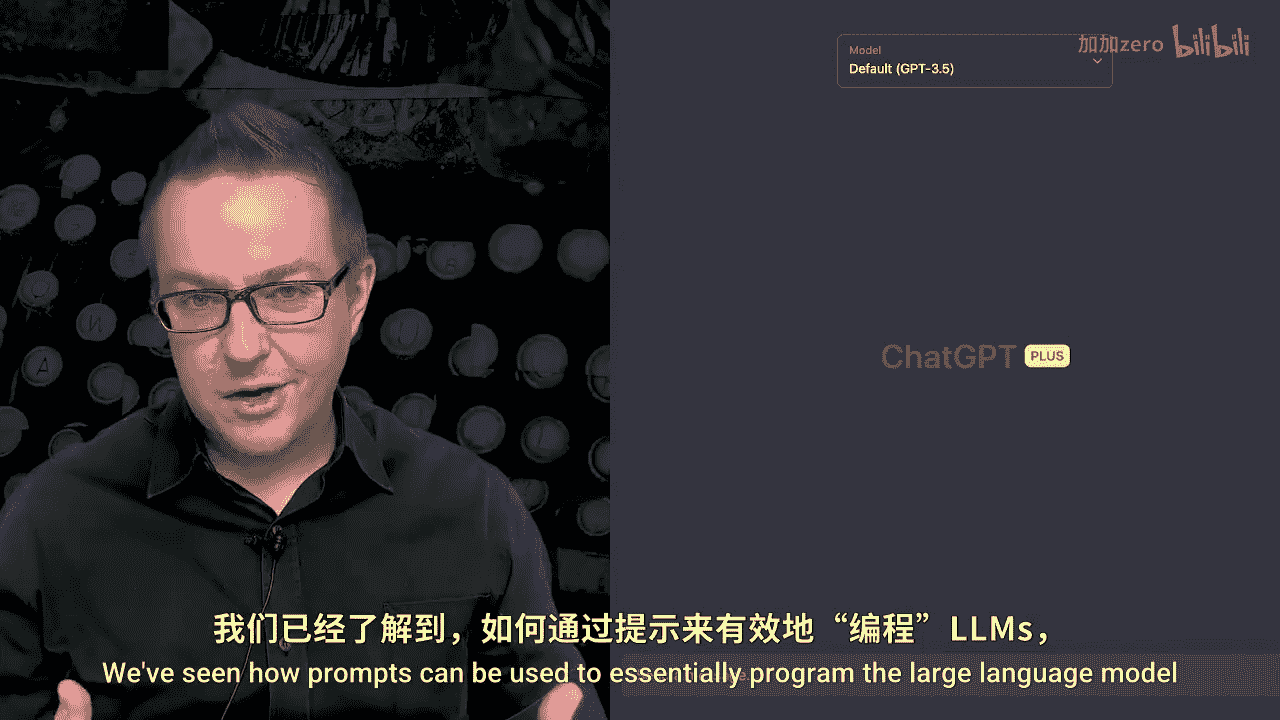 加加zero bilibili
Model
Default (GPT-3.5)
ChatGPT PLUS
我们已经了解到，如何通过提示来有效地“编程”LLMs，
We've seen how prompts can be used to essentially program the large language model